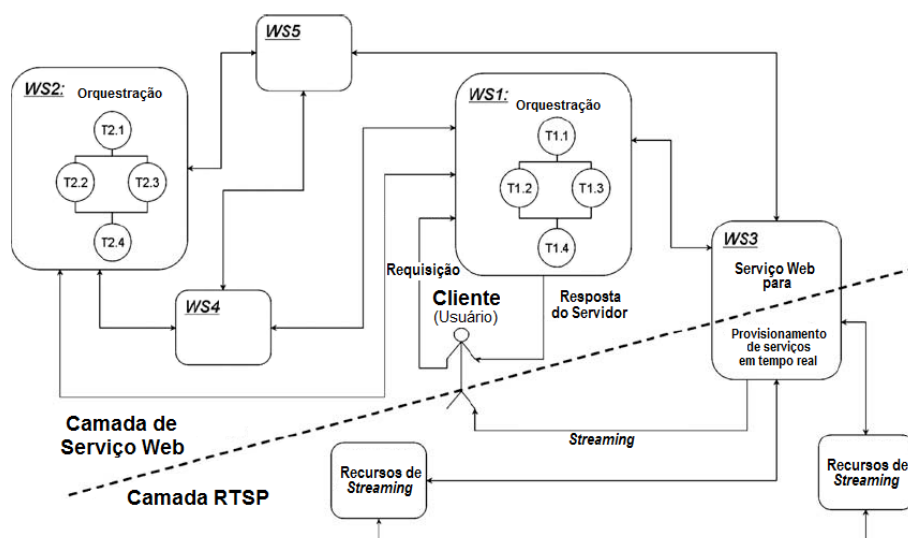 WS5
WS2:
Orquestração
T2.1
T2.2
T2.3
T2.4
WS1:
Orquestração
T1.1
T1.2
T1.3
T1.4
WS3
Serviço Web
para
Provisionamento
de serviços
em tempo real
WS4
Requisição
Cliente
(Usuário)
Resposta
do Servidor
Camada de
Serviço Web
Streaming
Camada RTSP
Recursos de
Streaming
Recursos de
Streaming